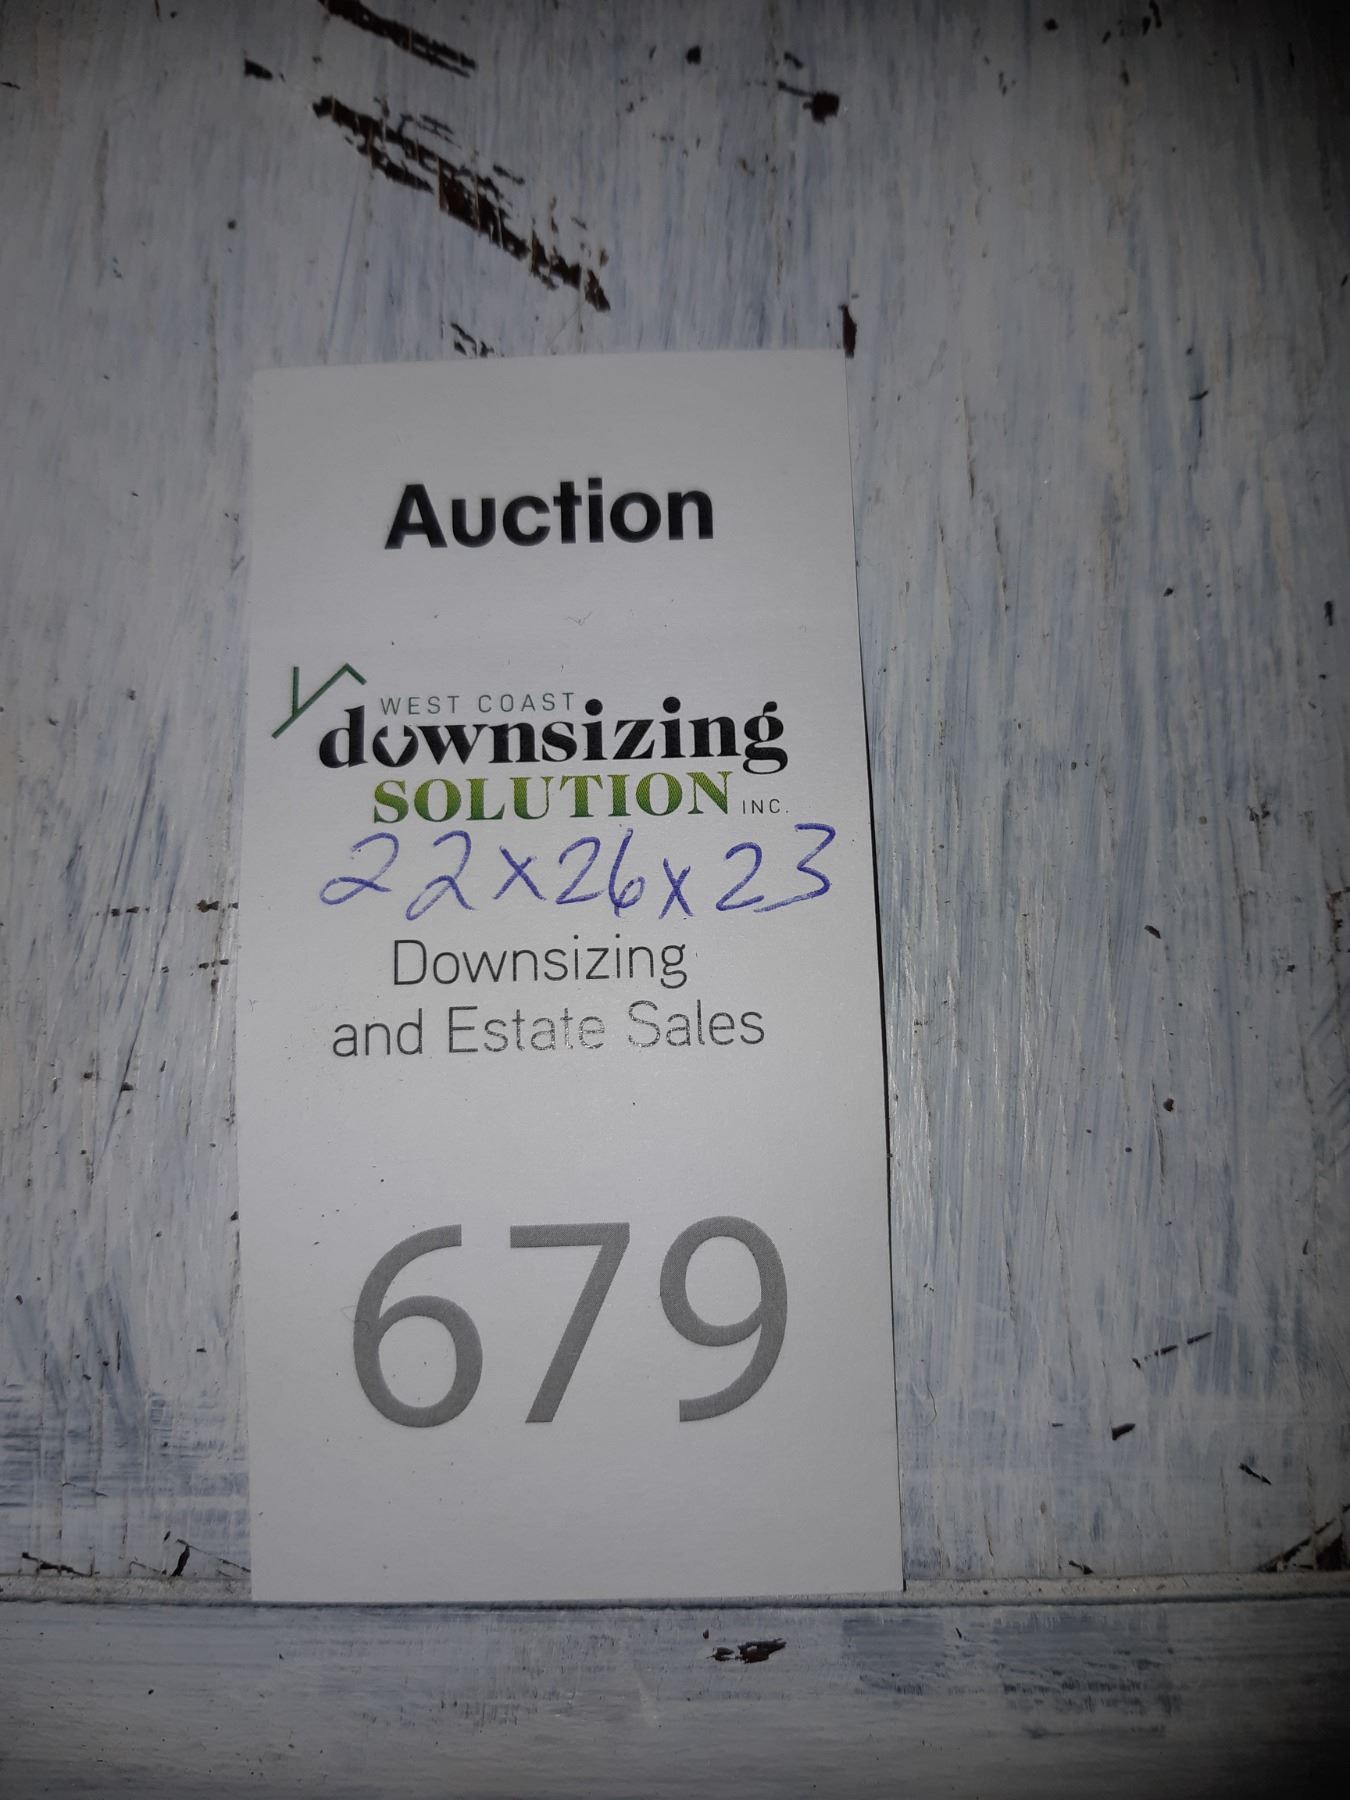 Auction
WEST COAST
downsizing
SOLUTION INC.
22x26x23
Downsizing
and Estate Sales
679